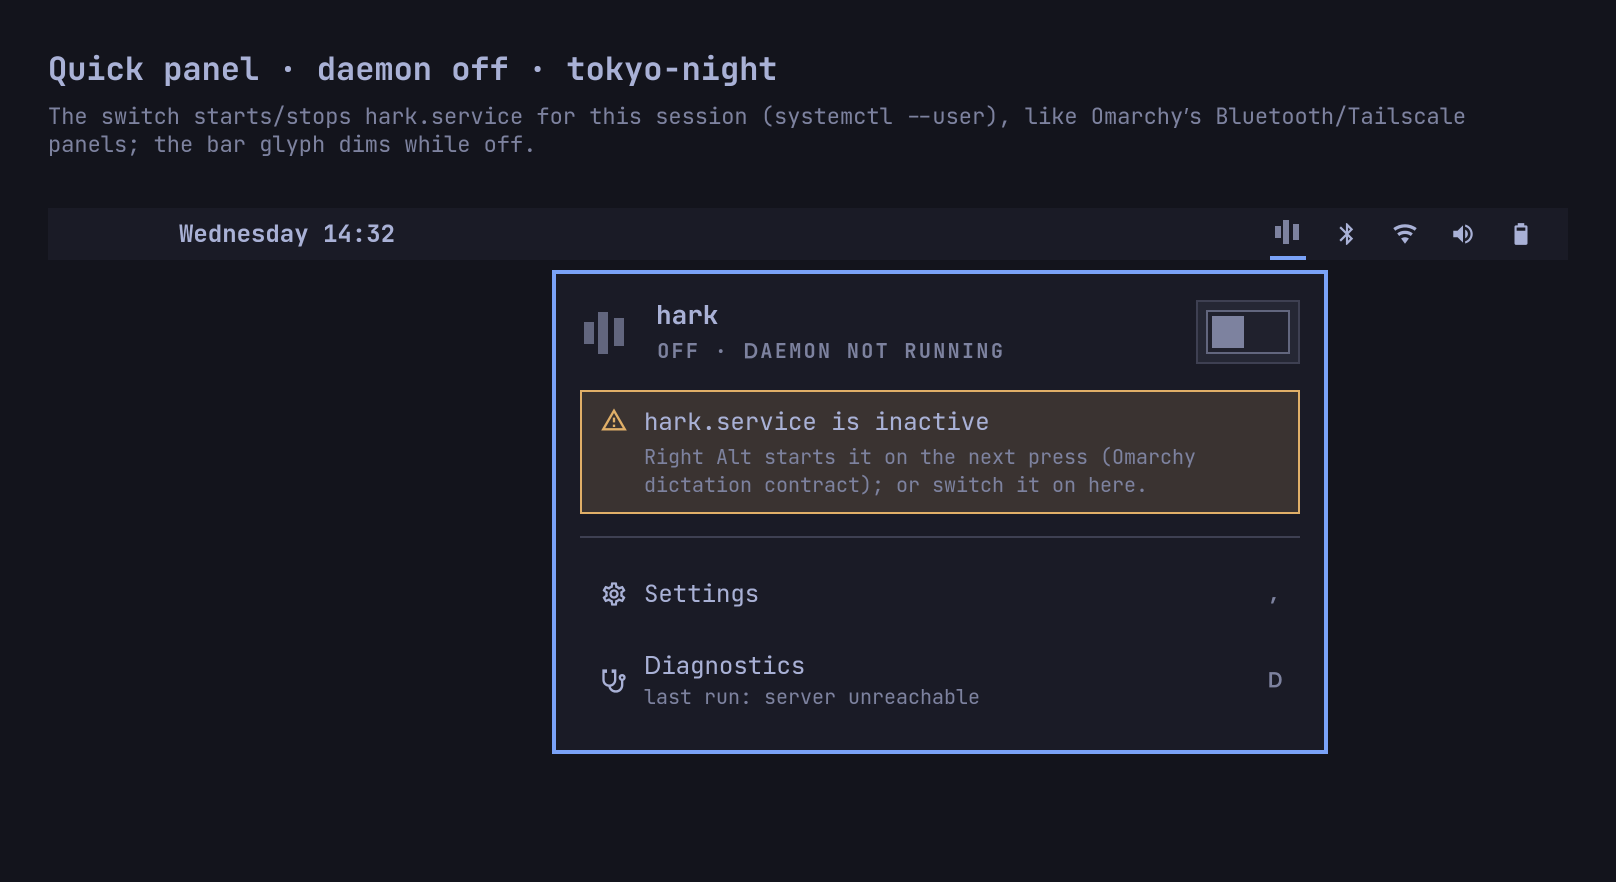 Quick panel · daemon off · tokyo-night
The switch starts/stops hark.service for this session (systemctl --user), like Omarchy's Bluetooth/Tailscale
panels; the bar glyph dims while off.
Wednesday 14:32
hark
OFF · DAEMON NOT RUNNING
hark.service is inactive
Right Alt starts it on the next press (Omarchy
dictation contract); or switch it on here.
Settings ,
Diagnostics
last run: server unreachable
D